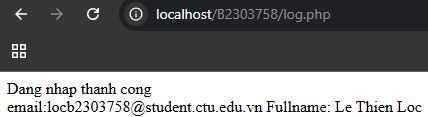 localhost/B2303758/log.php
Dang nhap thanh cong
email:locb2303758@student.ctu.edu.vn Fullname: Le Thien Loc